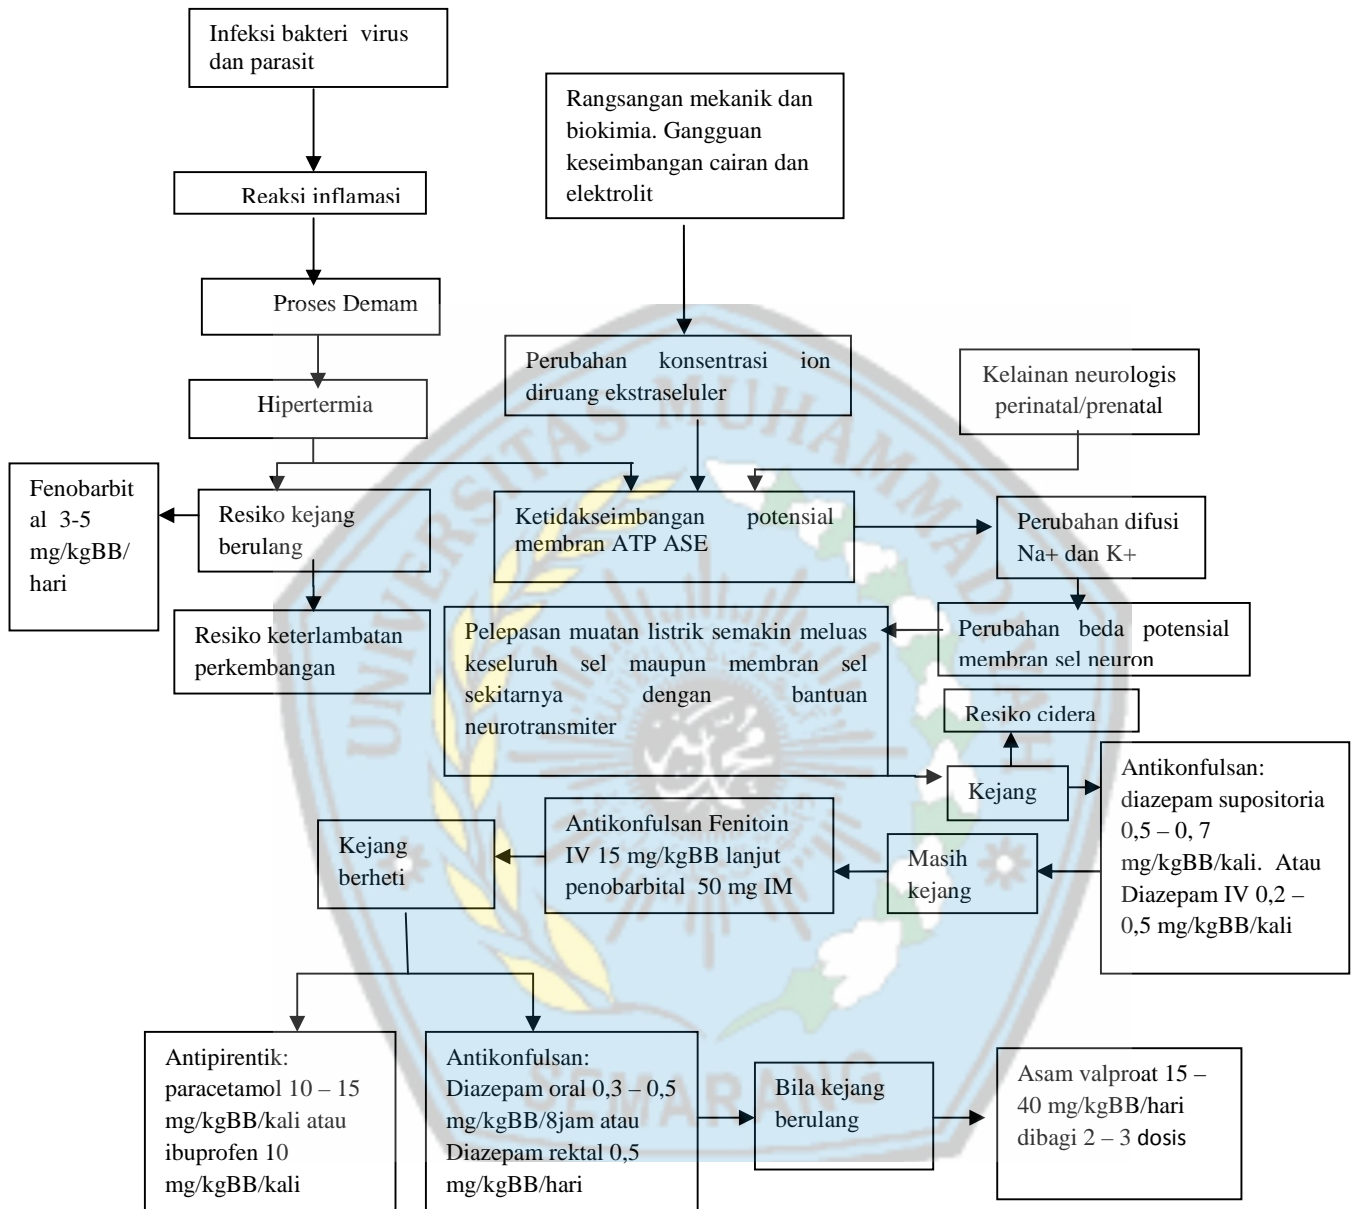 Infeksi bakteri virus
dan parasit
Rangsangan mekanik dan
biokimia. Gangguan
keseimbangan cairan dan
elektrolit
Reaksi inflamasi
Proses Demam
Perubahan konsentrasi ion
diruang ekstraseluler
Kelainan neurologis
perinatal/prenatal
Hipertermia
Fenobarbit
al 3-5
mg/kgBB/
hari
Resiko kejang
berulang
Ketidakseimbangan potensial
membran ATP ASE
Perubahan difusi
Na+ dan K+
Resiko keterlambatan
perkembangan
Pelepasan muatan listrik semakin meluas
keseluruh sel maupun membran sel
sekitarnya dengan bantuan
neurotransmiter
Perubahan beda potensial
membran sel neuron
Resiko cidera
Kejang
Antikonfulsan:
diazepam supositoria
0,5 – 0, 7
mg/kgBB/kali. Atau
Diazepam IV 0,2 –
0,5 mg/kgBB/kali
Masih
kejang
Antikonfulsan Fenitoin
IV 15 mg/kgBB lanjut
penobarbital 50 mg IM
Kejang
berheti
Antipirentik:
paracetamol 10 – 15
mg/kgBB/kali atau
ibuprofen 10
mg/kgBB/kali
Antikonfulsan:
Diazepam oral 0,3 – 0,5
mg/kgBB/8jam atau
Diazepam rektal 0,5
mg/kgBB/hari
Bila kejang
berulang
Asam valproat 15 –
40 mg/kgBB/hari
dibagi 2 – 3 dosis
UNIVERSITAS MUHAMMADIYAH
SEMARANG